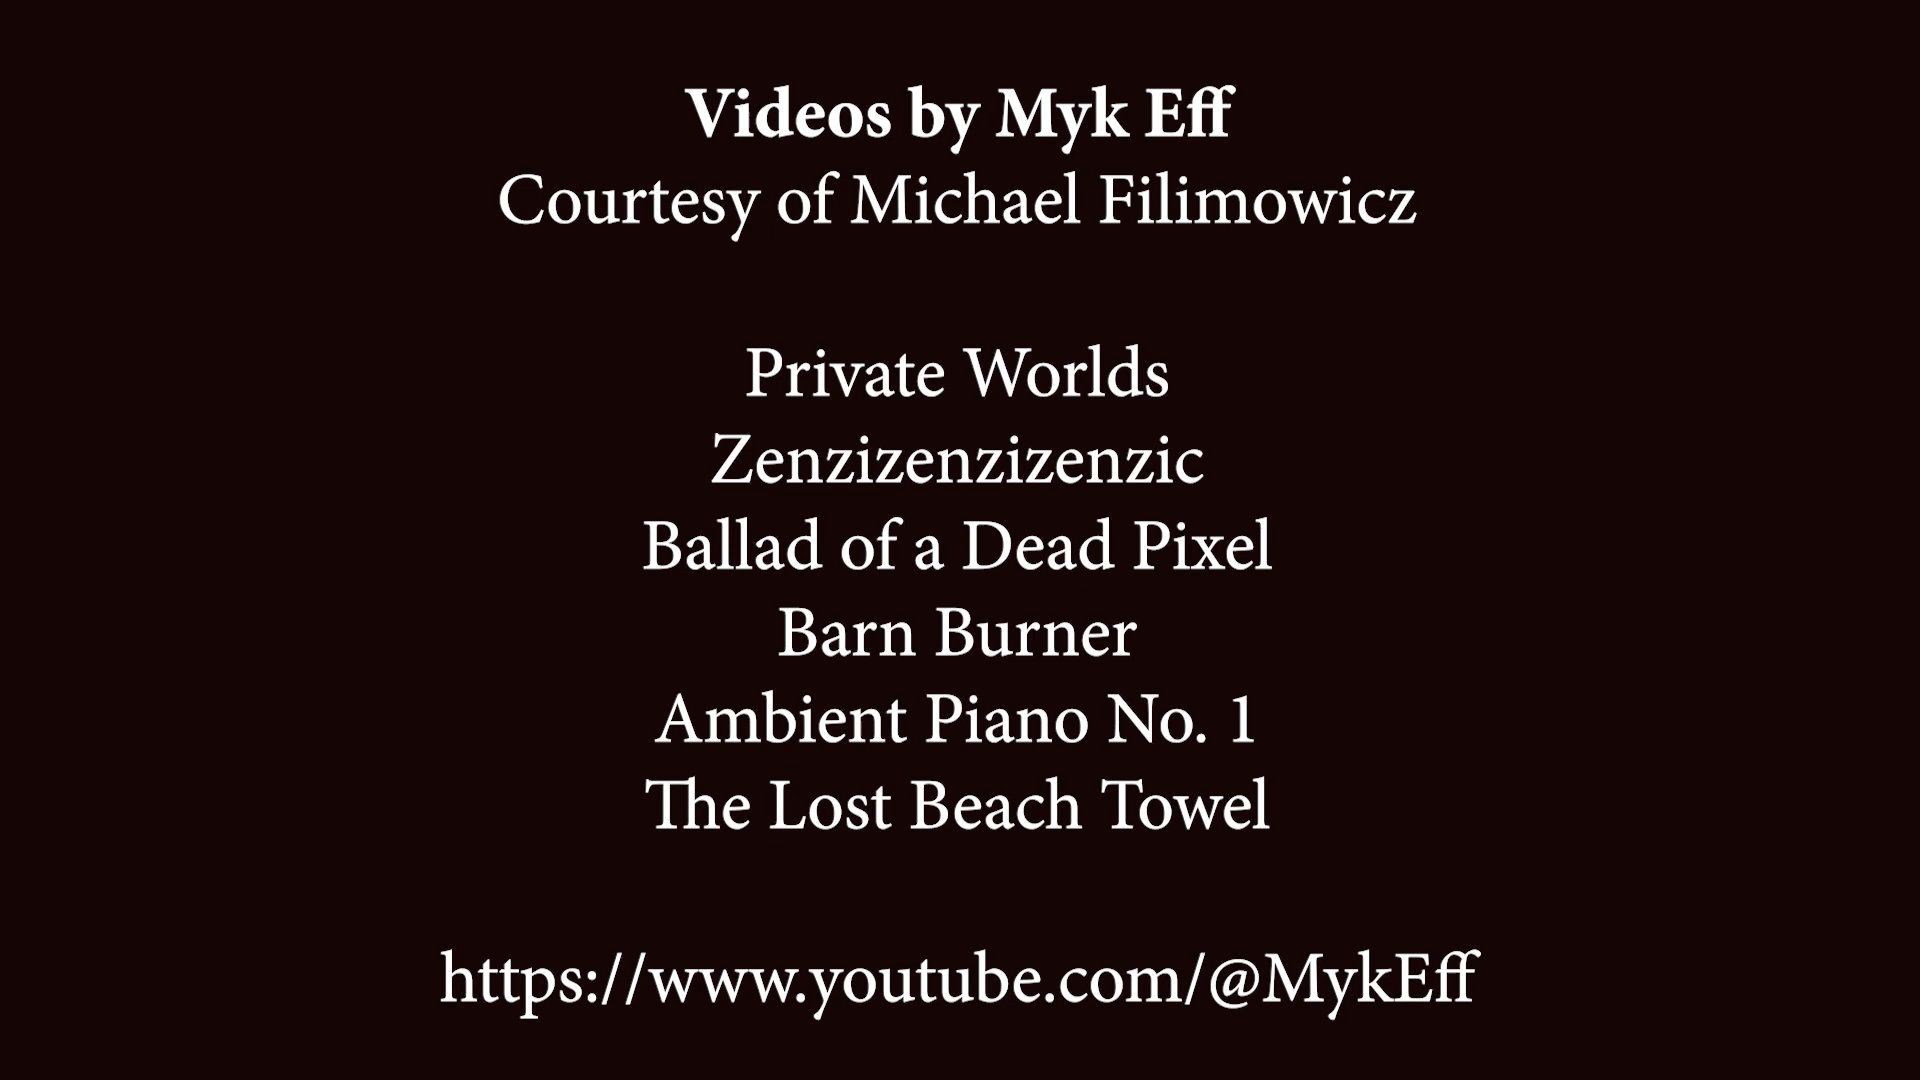 Videos by Myk Eff
Courtesy of Michael Filimowicz
Private Worlds
Zenzizenzizenzic
Ballad of a Dead Pixel
Barn Burner
Ambient Piano No. 1
The Lost Beach Towel
https://www.youtube.com/@MykEff